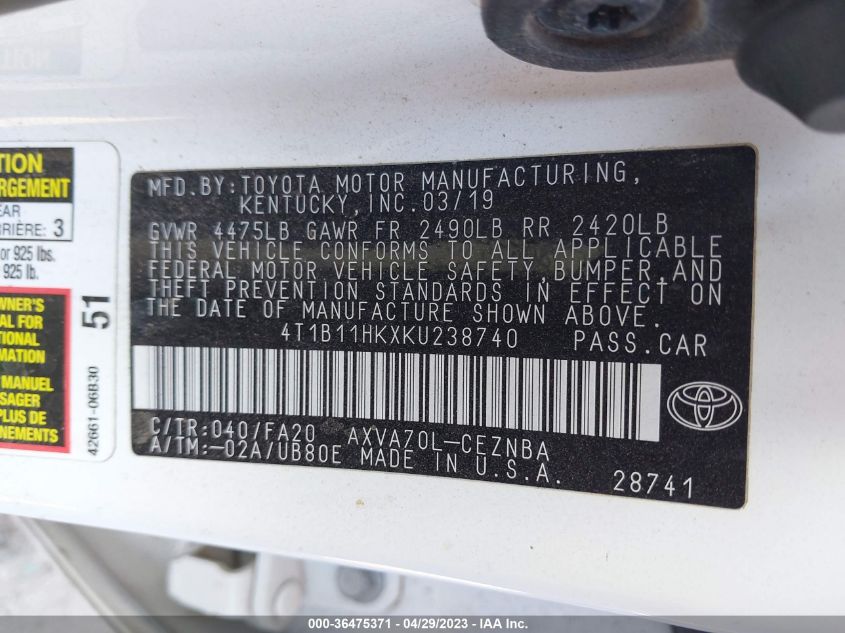 MFD.BY:TOYOTA MOTOR MANUFACTURING,
KENTUCKY,INC.03/19
GVWR 4475LB GAWR FR 2490LB RR 2420LB
THIS VEHICLE CONFORMS TO ALL APPLICABLE
FEDERAL MOTOR VEHICLE SAFETY, BUMPER,AND
THEFT PREVENTION STANDARDS IN EFFECT ON
THE DATE OF MANUFACTURE SHOWN ABOVE.
4T1B11HKXKU238740 PASS.CAR
C/TR:040/FA20 AXVA70L-CEZNBA
A/TM:-02A/UB80E MADE IN U.S.A.
28741
TION
RGEMENT
EAR
RRIÈRE: 3
or 925 lbs.
925 lb.
WNER'S
AL FOR
TIONAL
RMATION
MANUEL
SAGER
PLUS DE
NEMENTS
51
42661-06B30
© - 36475371 - 04/29/2023 - IAA Inc.